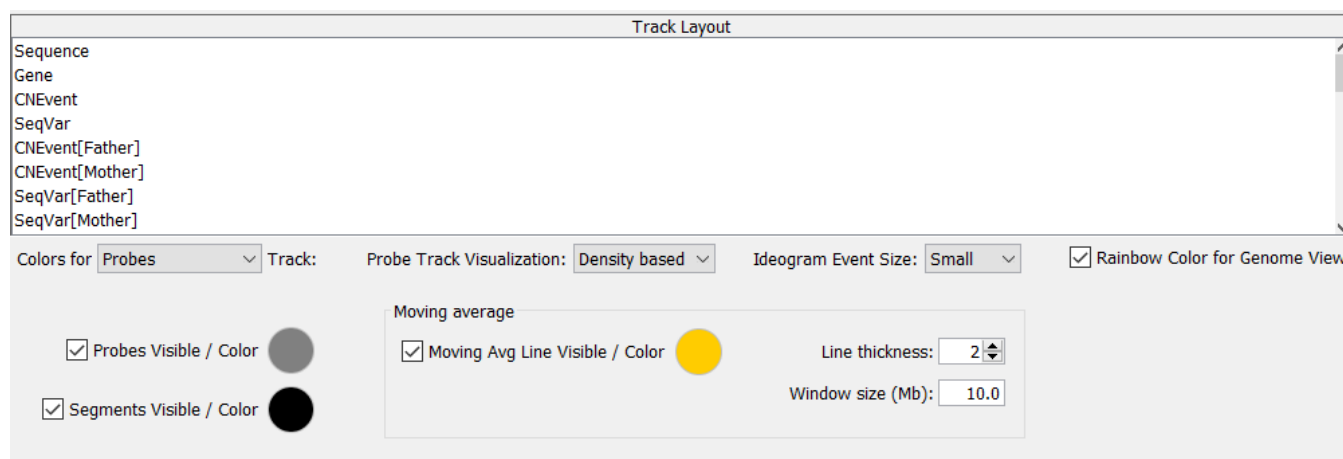 Track Layout
Sequence
Gene
CNEvent
SeqVar
CNEvent[Father]
CNEvent[Mother]
SeqVar[Father]
SeqVar[Mother]
Colors for Probes Track: Probe Track Visualization: Density based Ideogram Event Size: Small Rainbow Color for Genome View
Moving average
Probes Visible / Color Moving Avg Line Visible / Color Line thickness: 2
Window size (Mb): 10.0
Segments Visible / Color